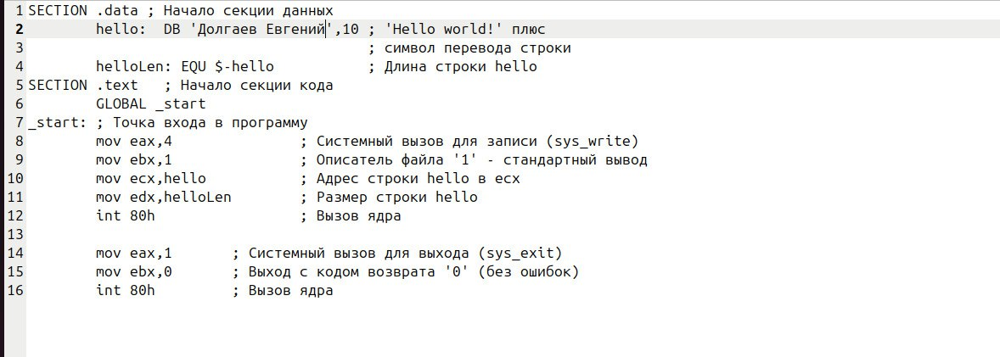 1 SECTION .data ; Начало секции данных
2         hello:  DB 'Долгаев Евгений',10 ; 'Hello world!' плюс
3                                         ; символ перевода строки
4         helloLen: EQU $-hello           ; Длина строки hello
5 SECTION .text   ; Начало секции кода
6         GLOBAL _start
7 _start: ; Точка входа в программу
8         mov eax,4               ; Системный вызов для записи (sys_write)
9         mov ebx,1               ; Описатель файла '1' - стандартный вывод
10         mov ecx,hello           ; Адрес строки hello в ecx
11         mov edx,helloLen        ; Размер строки hello
12         int 80h                 ; Вызов ядра
13
14         mov eax,1       ; Системный вызов для выхода (sys_exit)
15         mov ebx,0       ; Выход с кодом возврата '0' (без ошибок)
16         int 80h         ; Вызов ядра